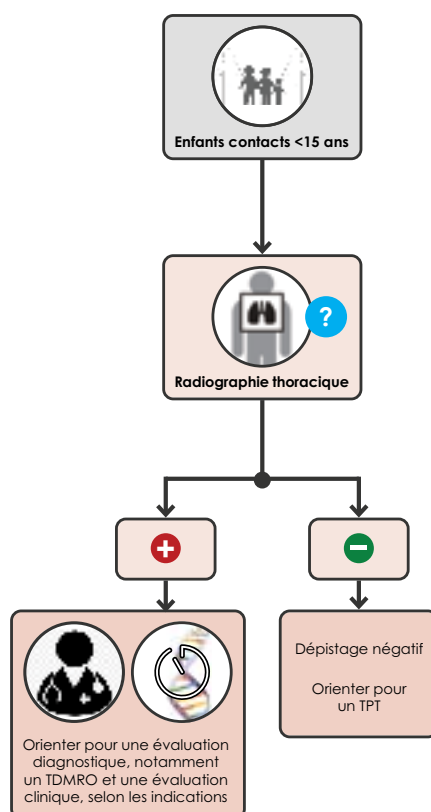 Enfants contacts <15 ans
?
Radiographie thoracique
+
−
Orienter pour une évaluation
diagnostique, notamment
un TDMRO et une évaluation
clinique, selon les indications
Dépistage négatif
Orienter pour
un TPT